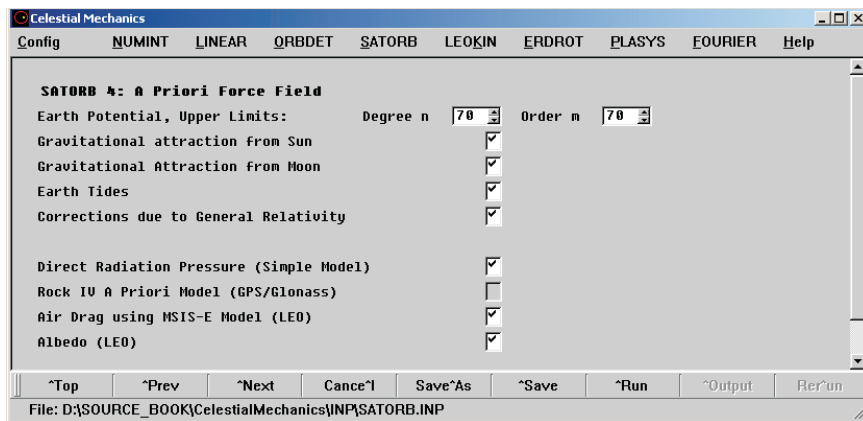 Celestial Mechanics
Config NUMINT LINEAR ORBDET SATORB LEOKIN ERDROT PLASYS FOURIER Help
SATORB 4: A Priori Force Field
Earth Potential, Upper Limits: Degree n 70 Order m 70
Gravitational attraction from Sun
Gravitational Attraction from Moon
Earth Tides
Corrections due to General Relativity
Direct Radiation Pressure (Simple Model)
Rock IV A Priori Model (GPS/Glonass)
Air Drag using MSIS-E Model (LEO)
Albedo (LEO)
^Top ^Prev ^Next Cance^l Save^As ^Save ^Run ^Output Rer^un
File: D:\SOURCE_BOOK\CelestialMechanics\INP\SATORB.INP